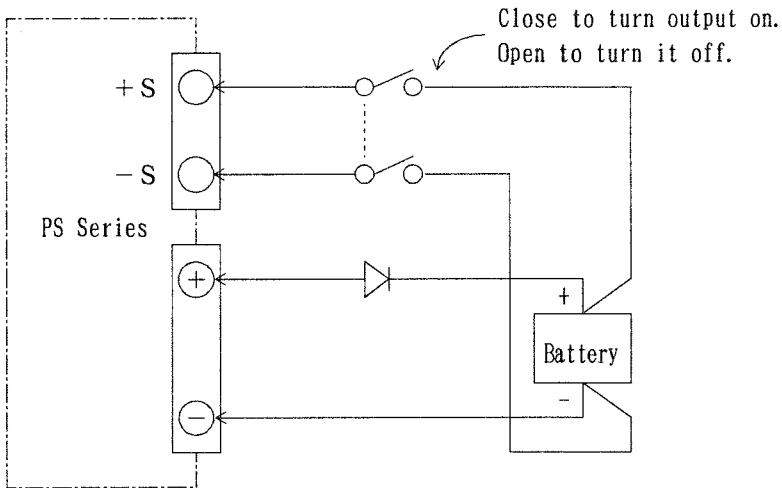 Close to turn output on.
Open to turn it off.
+S
-S
PS Series
+
+
Battery
-
-